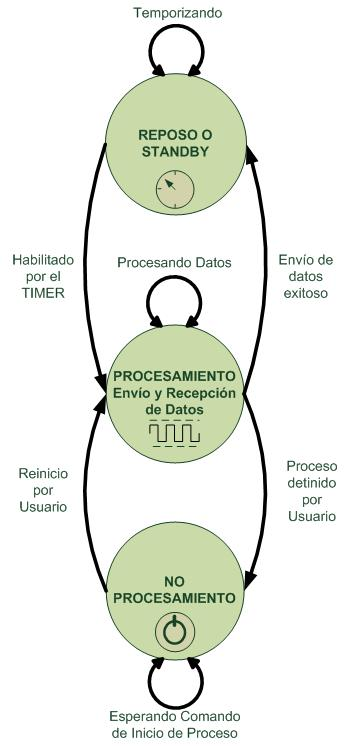 Temporizando
REPOSO O
STANDBY
Habilitado
por el
TIMER
Envío de
datos
exitoso
Procesando Datos
PROCESAMIENTO
Envío y Recepción
de Datos
Reinicio
por
Usuario
Proceso
detinido
por
Usuario
NO
PROCESAMIENTO
Esperando Comando
de Inicio de Proceso